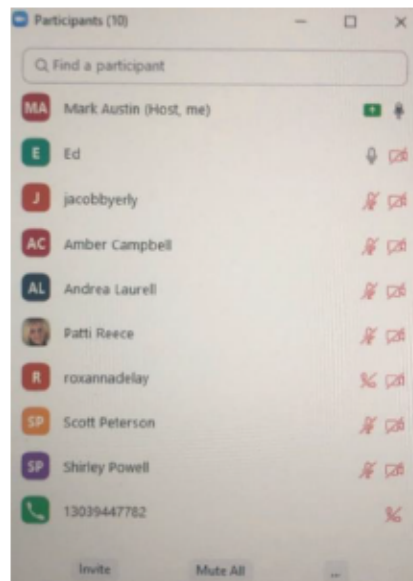 Participants (10)
Find a participant
MA Mark Austin (Host, me)
E Ed
J jacobbyerly
AC Amber Campbell
AL Andrea Laurell
Patti Reece
R roxannadelay
SP Scott Peterson
SP Shirley Powell
13039447782
Invite Mute All ...